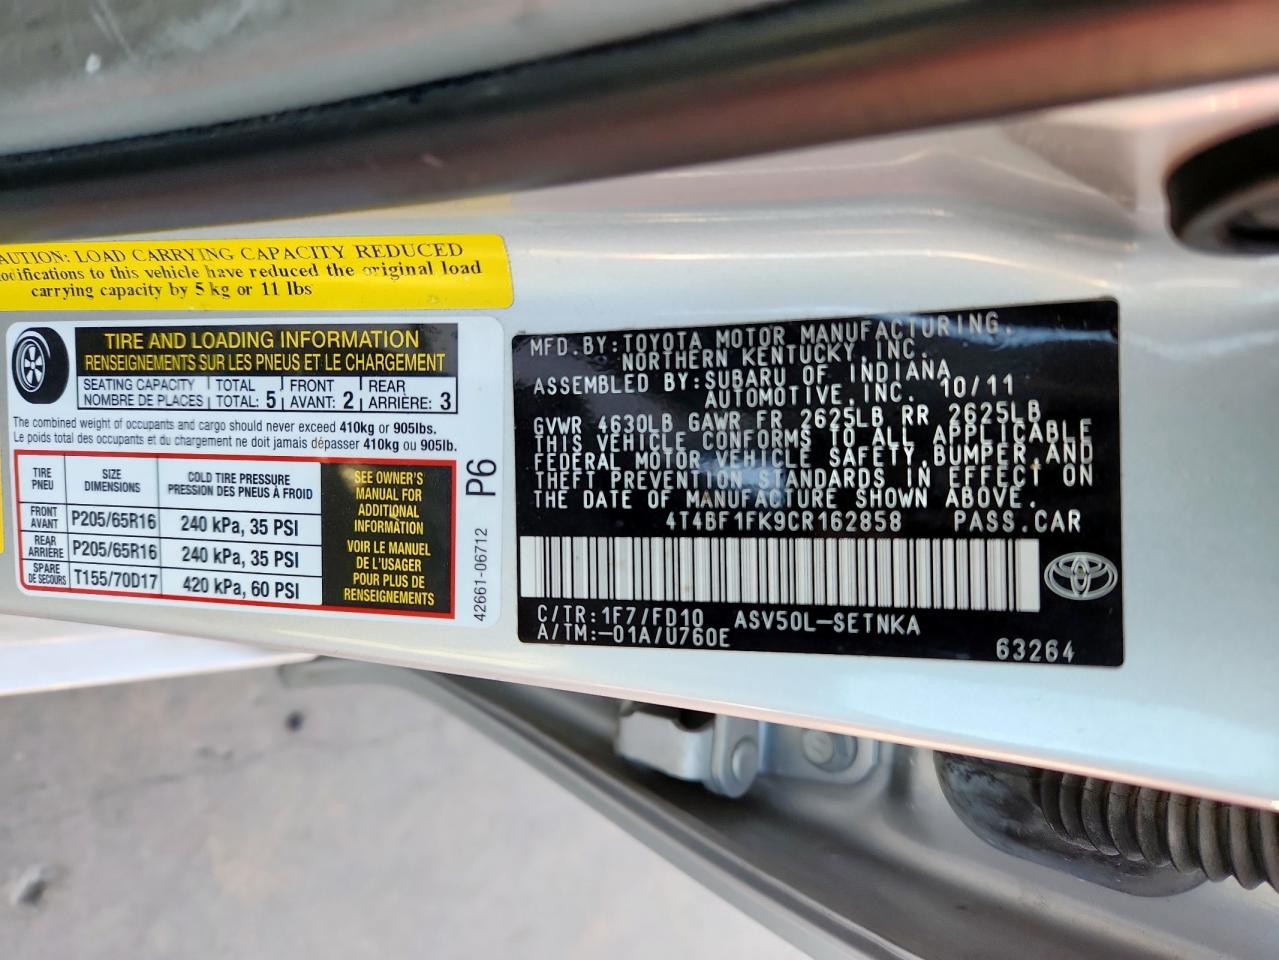 AUTION: LOAD CARRYING CAPACITY REDUCED
odifications to this vehicle have reduced the original load
carrying capacity by 5 kg or 11 lbs
TIRE AND LOADING INFORMATION
RENSEIGNEMENTS SUR LES PNEUS ET LE CHARGEMENT
SEATING CAPACITY TOTAL FRONT REAR
NOMBRE DE PLACES TOTAL: 5 AVANT: 2 ARRIÈRE: 3
The combined weight of occupants and cargo should never exceed 410kg or 905lbs.
Le poids total des occupants et du chargement ne doit jamais dépasser 410kg ou 905lb.
TIRE SIZE COLD TIRE PRESSURE
PNEU DIMENSIONS PRESSION DES PNEUS À FROID
FRONT
AVANT P205/65R16 240 kPa, 35 PSI
REAR
ARRIÈRE P205/65R16 240 kPa, 35 PSI
SPARE
DE SECOURS T155/70D17 420 kPa, 60 PSI
SEE OWNER'S
MANUAL FOR
ADDITIONAL
INFORMATION
VOIR LE MANUEL
DE L'USAGER
POUR PLUS DE
RENSEIGNEMENTS
42661-06712 P6
MFD.BY:TOYOTA MOTOR MANUFACTURING,
NORTHERN KENTUCKY,INC.
ASSEMBLED BY:SUBARU OF INDIANA
AUTOMOTIVE,INC. 10/11
GVWR 4630LB GAWR FR 2625LB RR 2625LB
THIS VEHICLE CONFORMS TO ALL APPLICABLE
FEDERAL MOTOR VEHICLE SAFETY,BUMPER,AND
THEFT PREVENTION STANDARDS IN EFFECT ON
THE DATE OF MANUFACTURE SHOWN ABOVE.
4T4BF1FK9CR162858 PASS.CAR
C/TR:1F7/FD10 ASV50L-SETNKA
A/TM:-01A/U760E 63264